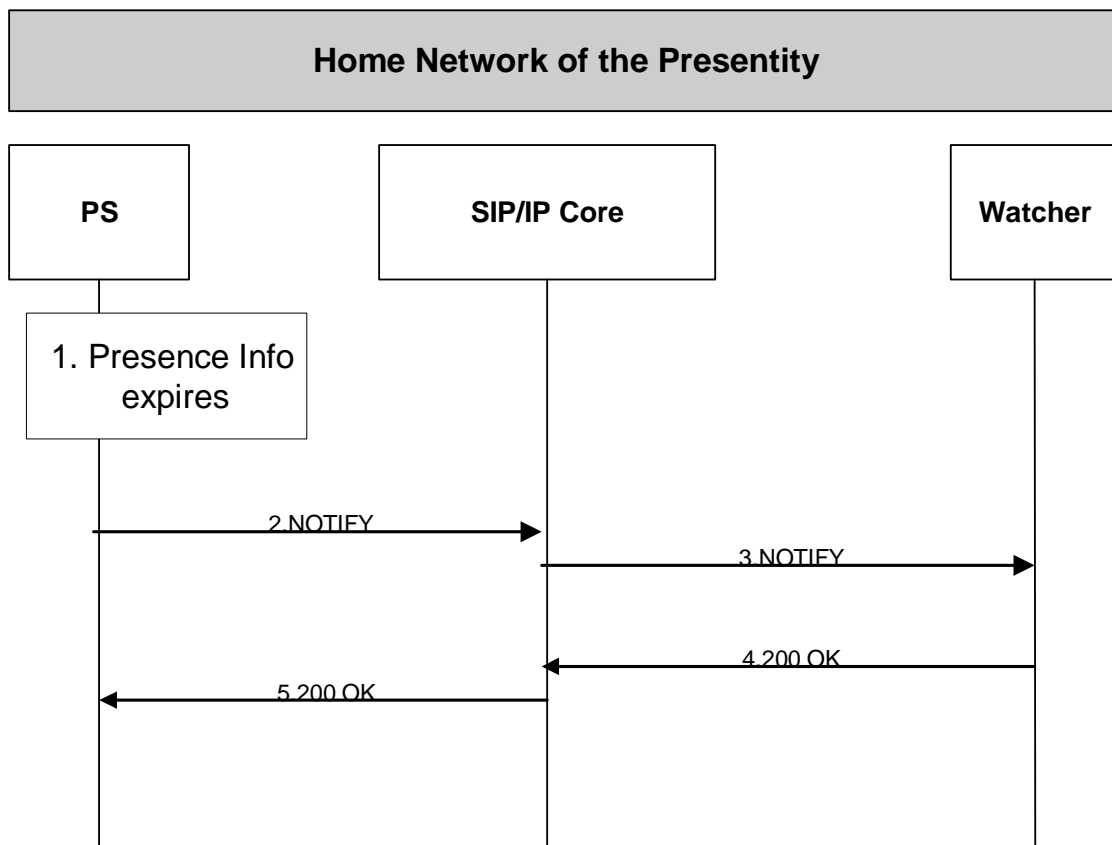 Home Network of the Presentity
PS
SIP/IP Core
Watcher
1. Presence Info
expires
2.NOTIFY
3.NOTIFY
4.200 OK
5.200 OK